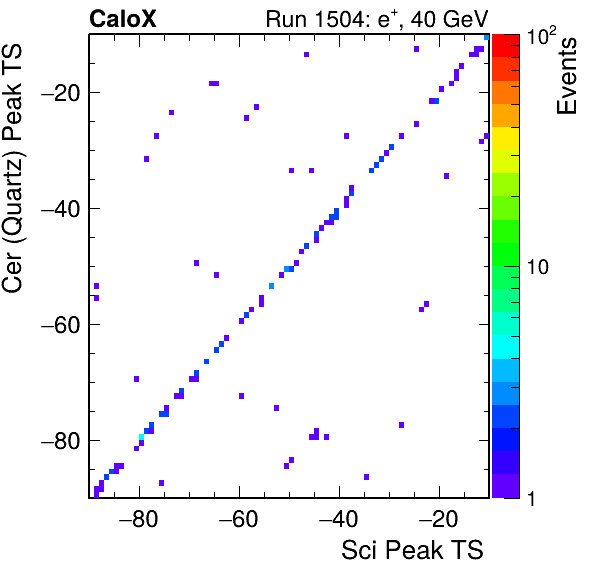 CaloX Run 1504: e⁺, 40 GeV
Cer (Quartz) Peak TS
−20
−40
−60
−80
−80 −60 −40 −20
Sci Peak TS
10²
10
1
Events